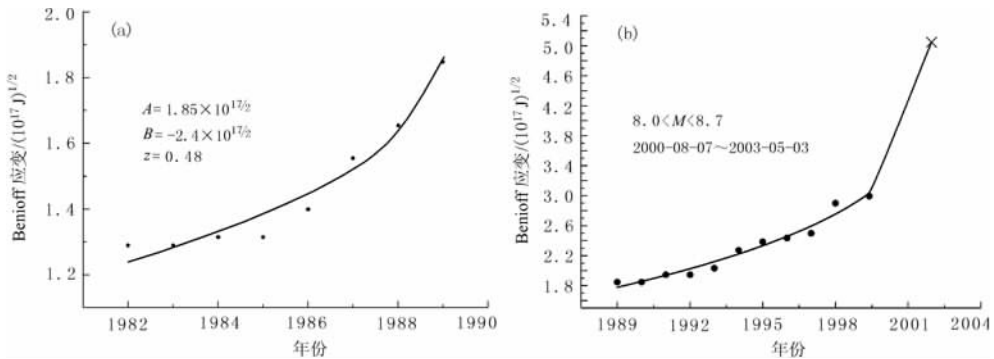 (a)
2.0
1.8
1.6
1.4
1.2
Benioff 应变/(10¹⁷ J)^{1/2}
A=1.85×10^{17/2}
B=-2.4×10^{17/2}
z=0.48
1982 1984 1986 1988 1990
年份
(b)
5.4
5.0
4.6
4.2
3.8
3.4
3.0
2.6
2.2
1.8
Benioff 应变/(10¹⁷ J)^{1/2}
8.0<M<8.7
2000-08-07～2003-05-03
1989 1992 1995 1998 2001 2004
年份